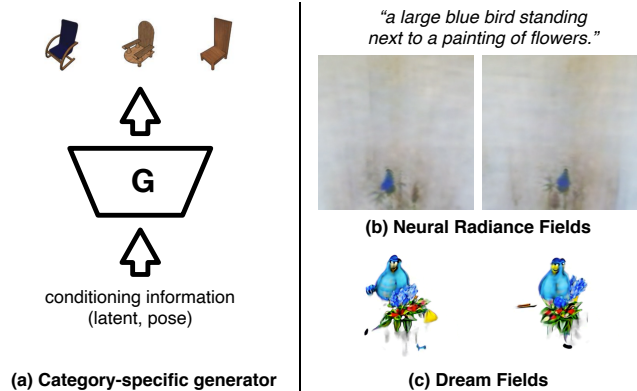 G
conditioning information
(latent, pose)
(a) Category-specific generator
“a large blue bird standing
next to a painting of flowers.”
(b) Neural Radiance Fields
(c) Dream Fields